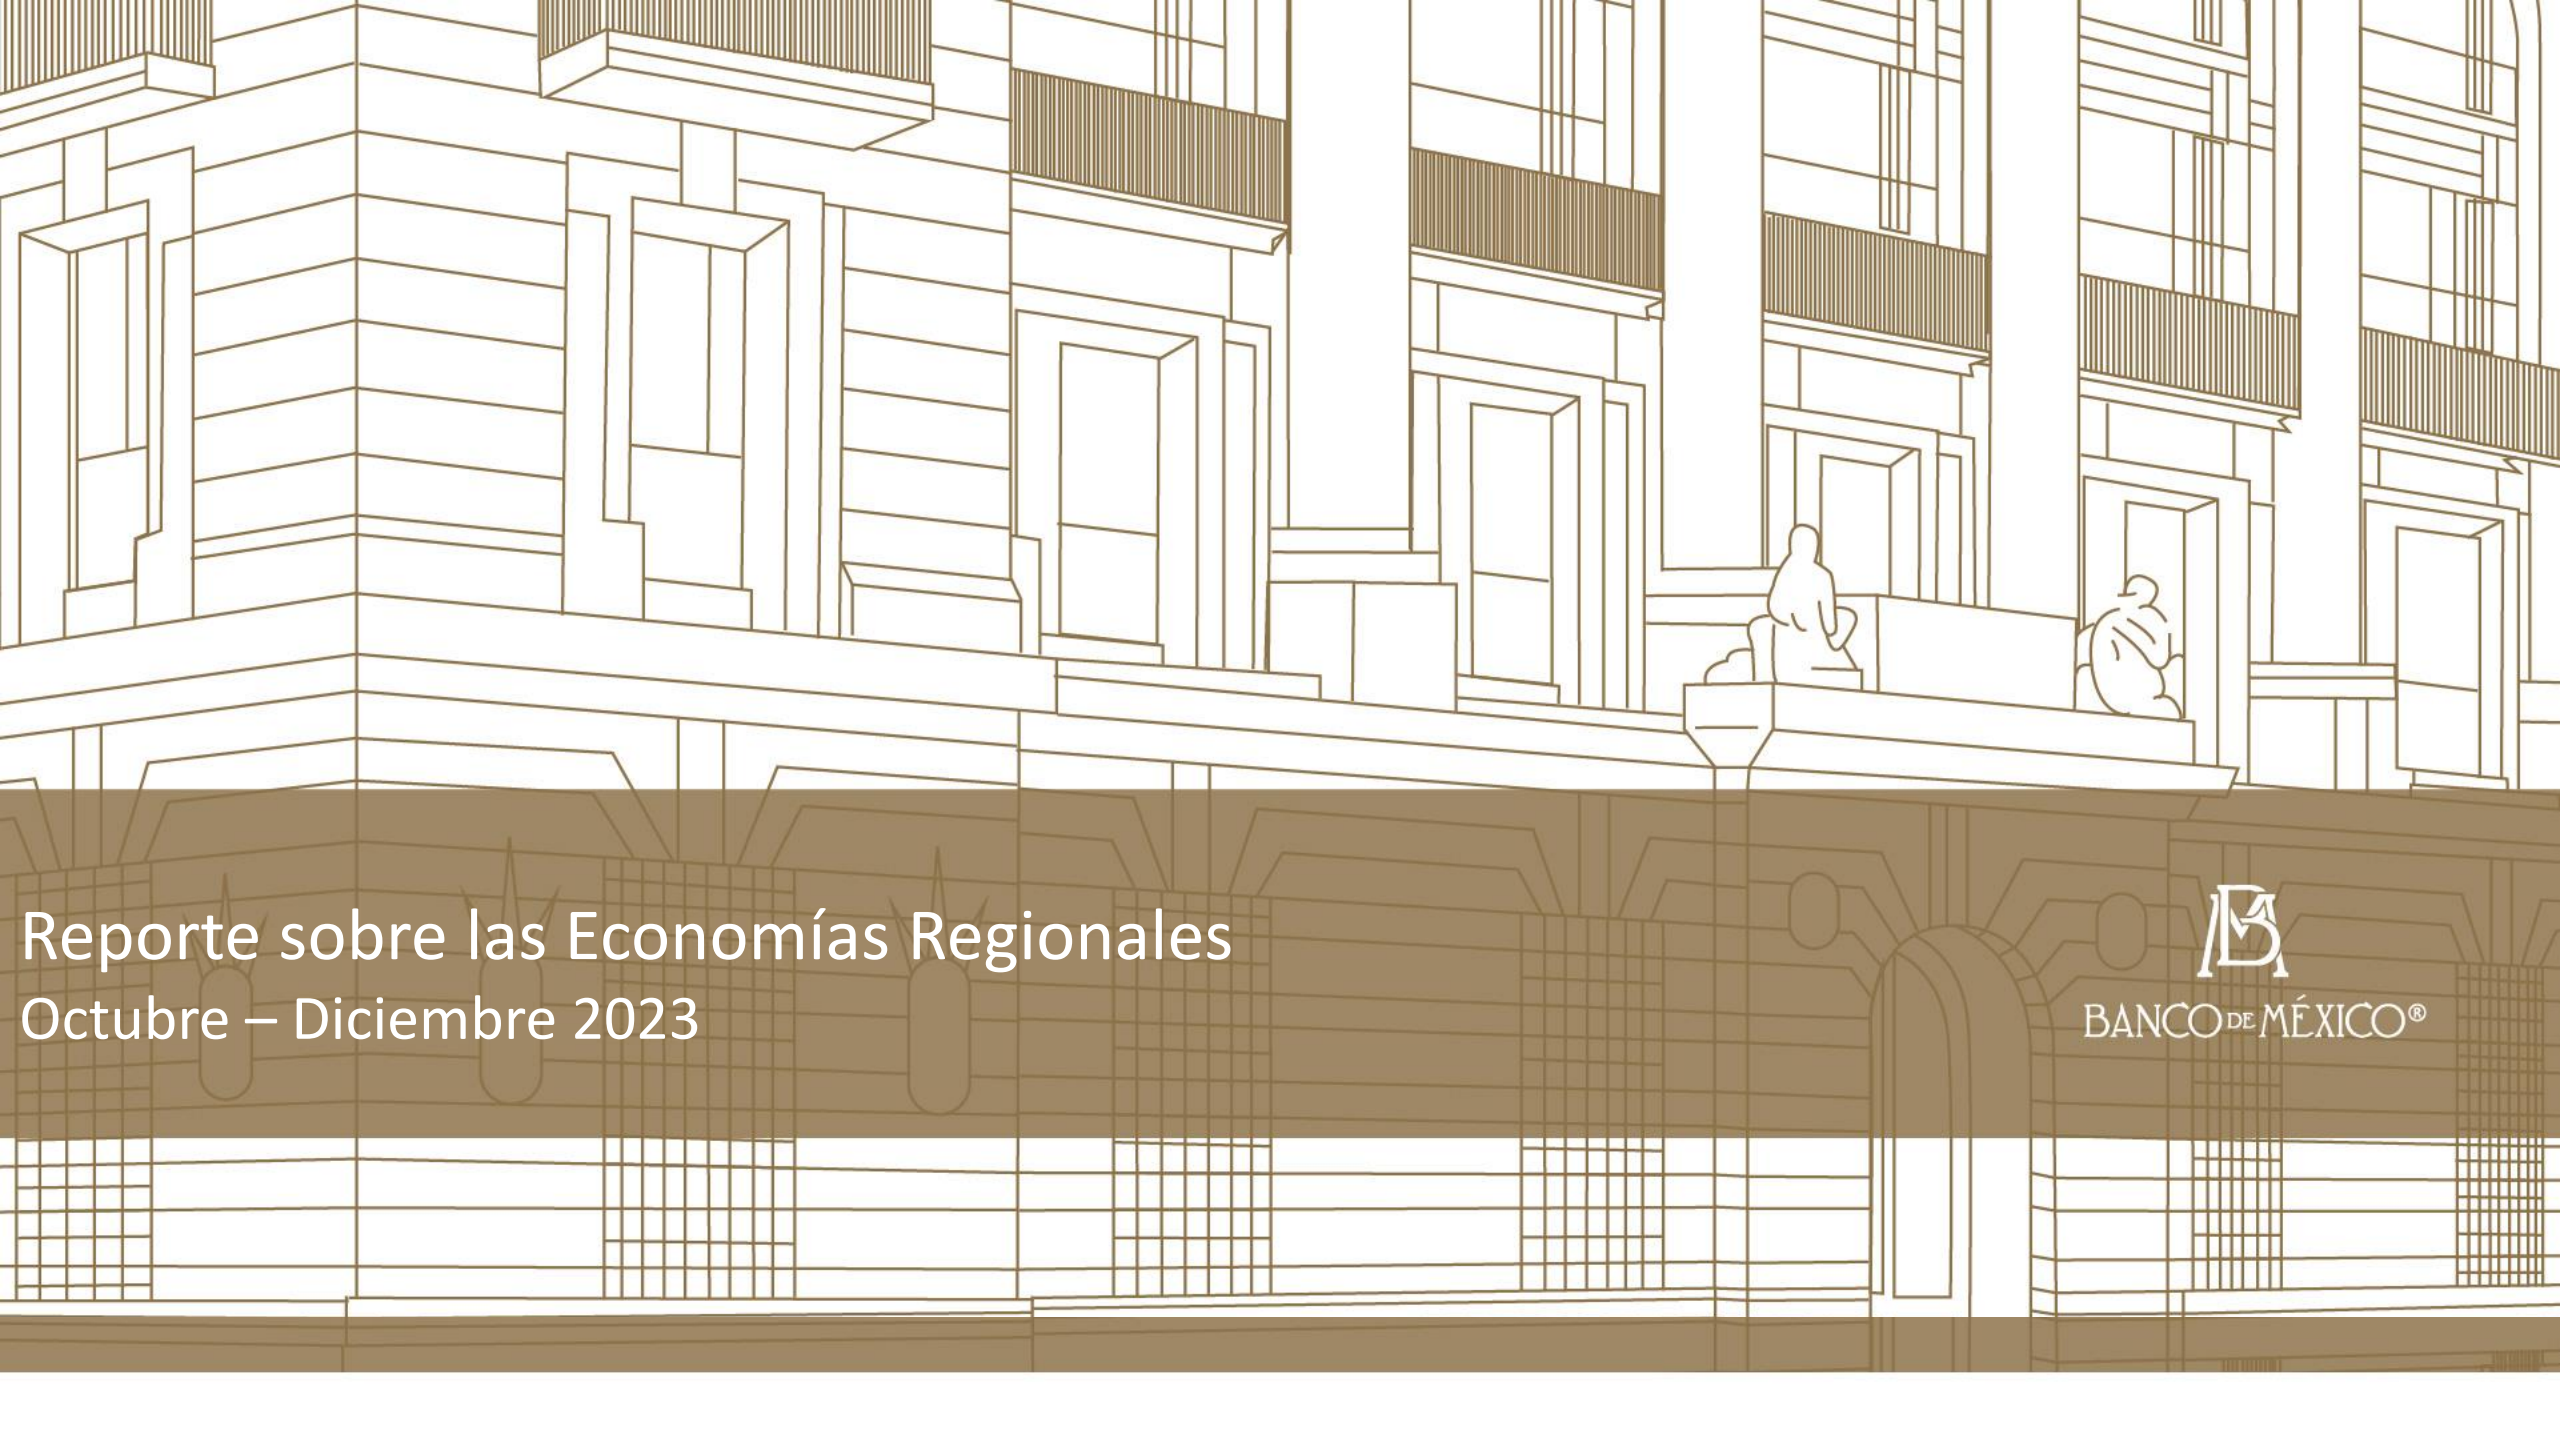 Reporte sobre las Economías Regionales
Octubre – Diciembre 2023
BANCO DE MÉXICO®